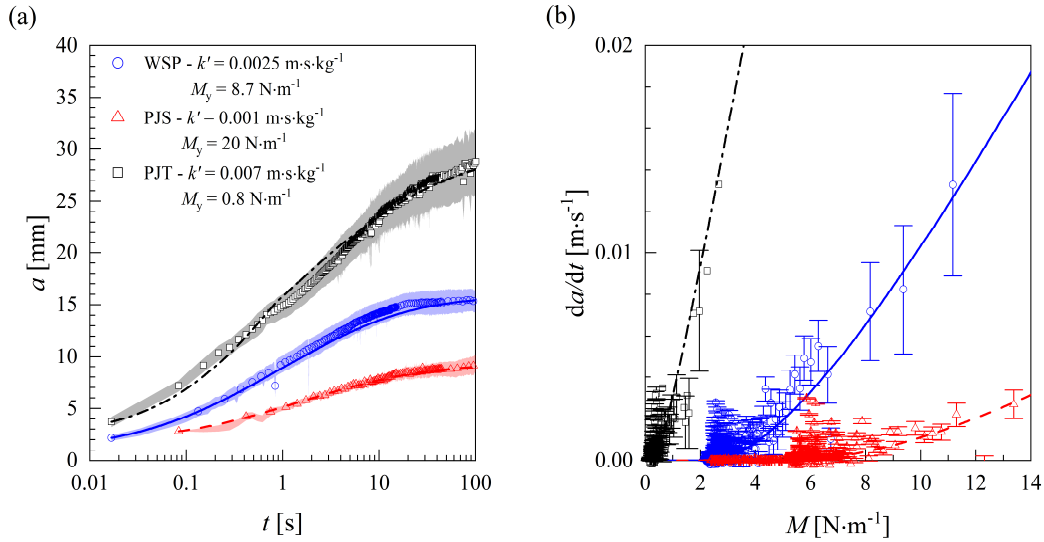 (a)
(b)
40
35
30
25
20
15
10
5
0
WSP - k′ = 0.0025 m·s·kg⁻¹
Mᵧ = 8.7 N·m⁻¹
PJS - k′ − 0.001 m·s·kg⁻¹
Mᵧ = 20 N·m⁻¹
PJT - k′ = 0.007 m·s·kg⁻¹
Mᵧ = 0.8 N·m⁻¹
a [mm]
0.01 0.1 1 10 100
t [s]
0.02
0.01
0.00
da/dt [m·s⁻¹]
0 2 4 6 8 10 12 14
M [N·m⁻¹]